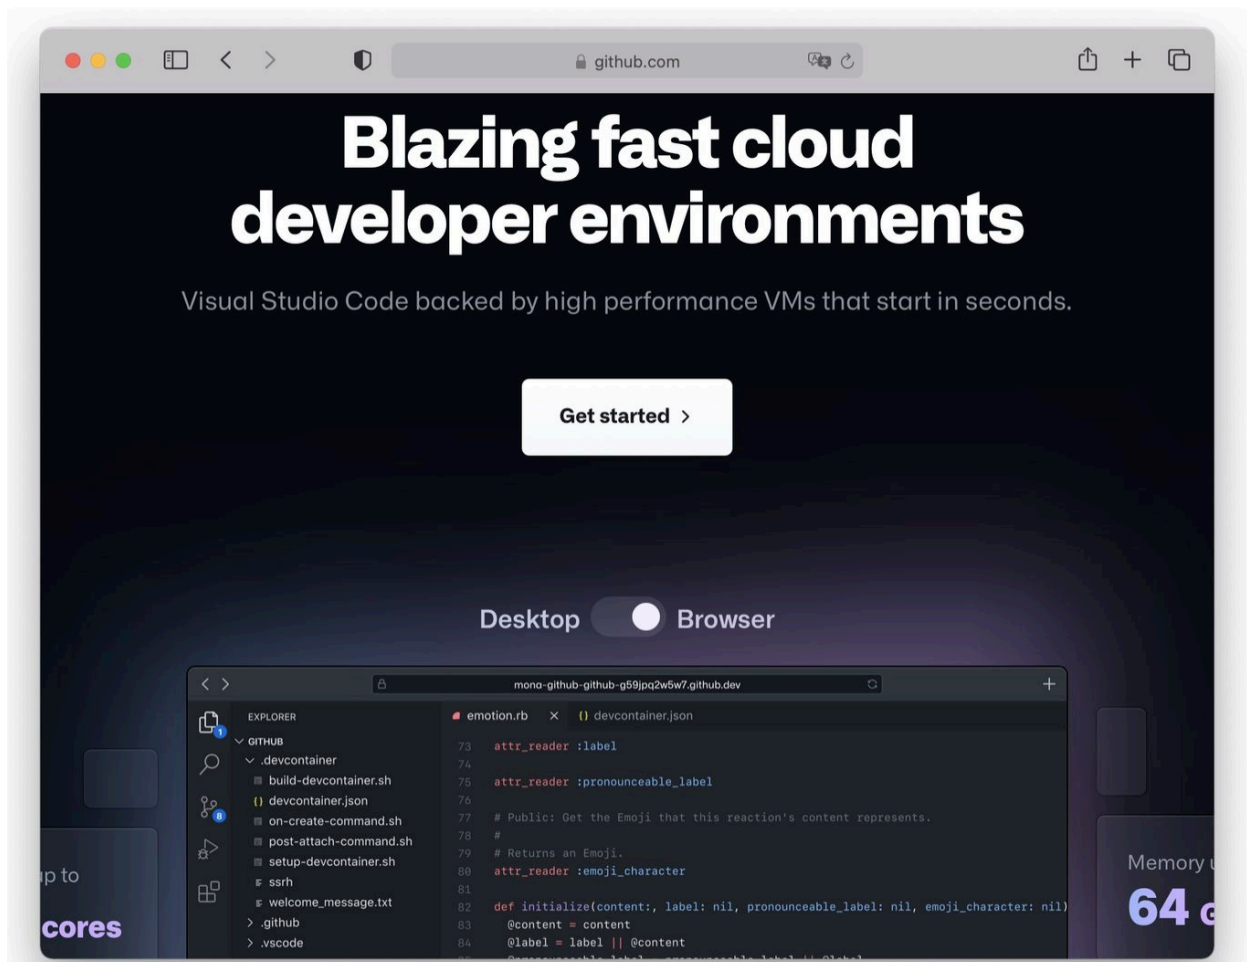 github.com
Blazing fast cloud
developer environments
Visual Studio Code backed by high performance VMs that start in seconds.
Get started >
Desktop
Browser
mona-github-github-g59jpq2w5w7.github.dev
EXPLORER
GITHUB
.devcontainer
build-devcontainer.sh
{} devcontainer.json
on-create-command.sh
post-attach-command.sh
setup-devcontainer.sh
ssrh
welcome_message.txt
> .github
> .vscode
1
8
emotion.rb ×
{} devcontainer.json
73 attr_reader :label
74
75 attr_reader :pronounceable_label
76
77 # Public: Get the Emoji that this reaction's content represents.
78 #
79 # Returns an Emoji.
80 attr_reader :emoji_character
81
82 def initialize(content:, label: nil, pronounceable_label: nil, emoji_character: nil)
83 @content = content
84 @label = label || @content
up to
cores
Memory u
64 G